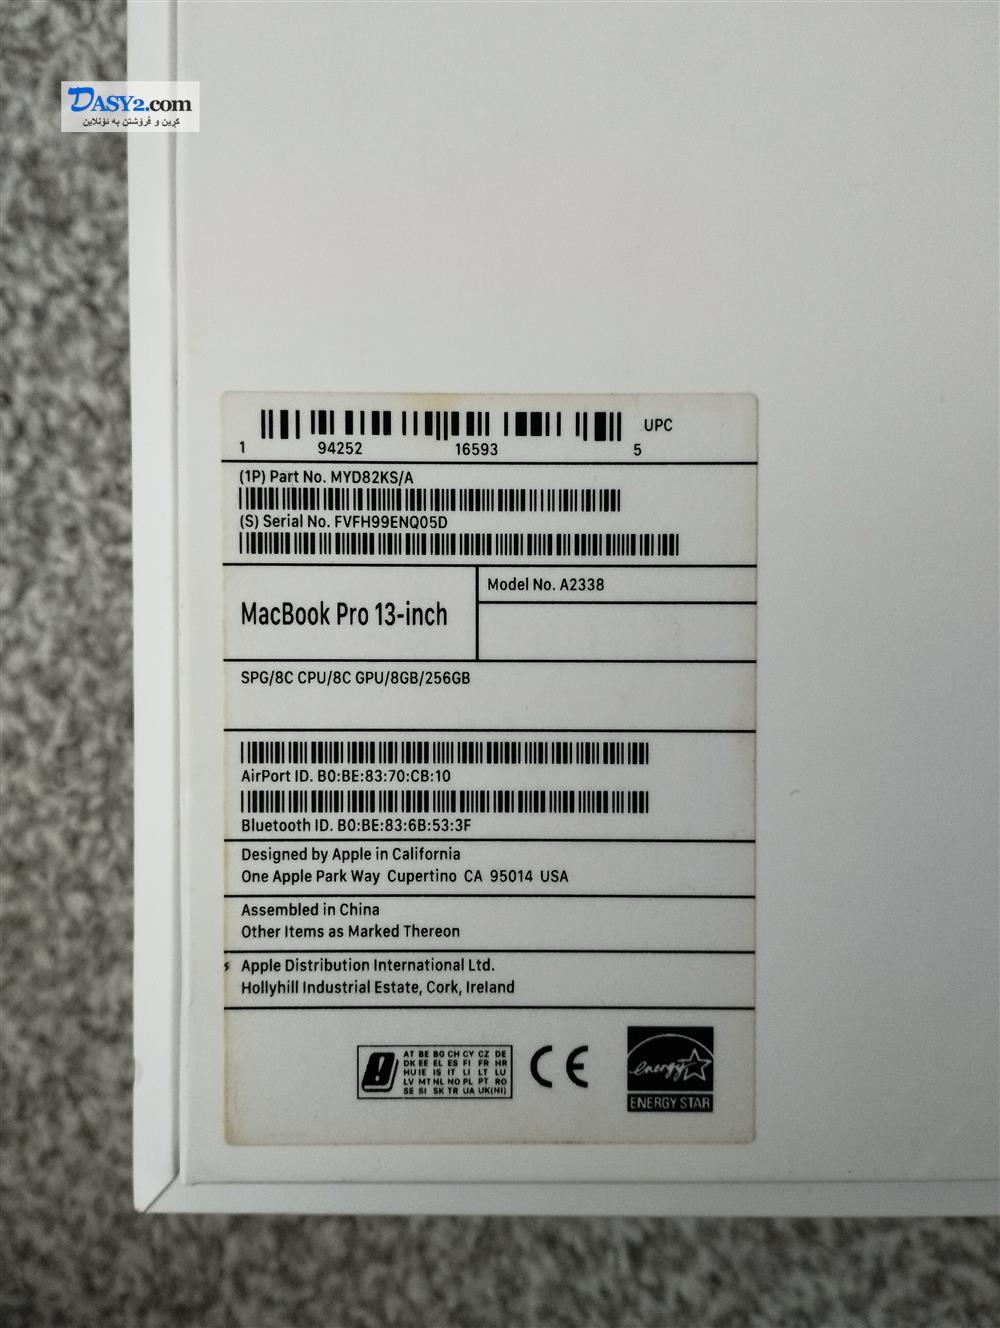 DASY2.com
کڕین و فرۆشتن بە ئۆنلاین
UPC
1 94252 16593 5
(1P) Part No. MYD82KS/A
(S) Serial No. FVFH99ENQ05D
MacBook Pro 13-inch
Model No. A2338
SPG/8C CPU/8C GPU/8GB/256GB
AirPort ID. B0:BE:83:70:CB:10
Bluetooth ID. B0:BE:83:6B:53:3F
Designed by Apple in California
One Apple Park Way Cupertino CA 95014 USA
Assembled in China
Other Items as Marked Thereon
Apple Distribution International Ltd.
Hollyhill Industrial Estate, Cork, Ireland
AT BE BG CH CY CZ DE
DK EE EL ES FI FR HR
HU IE IS IT LI LT LU
LV MT NL NO PL PT RO
SE SI SK TR UA UK(NI)
CE
energy
ENERGY STAR